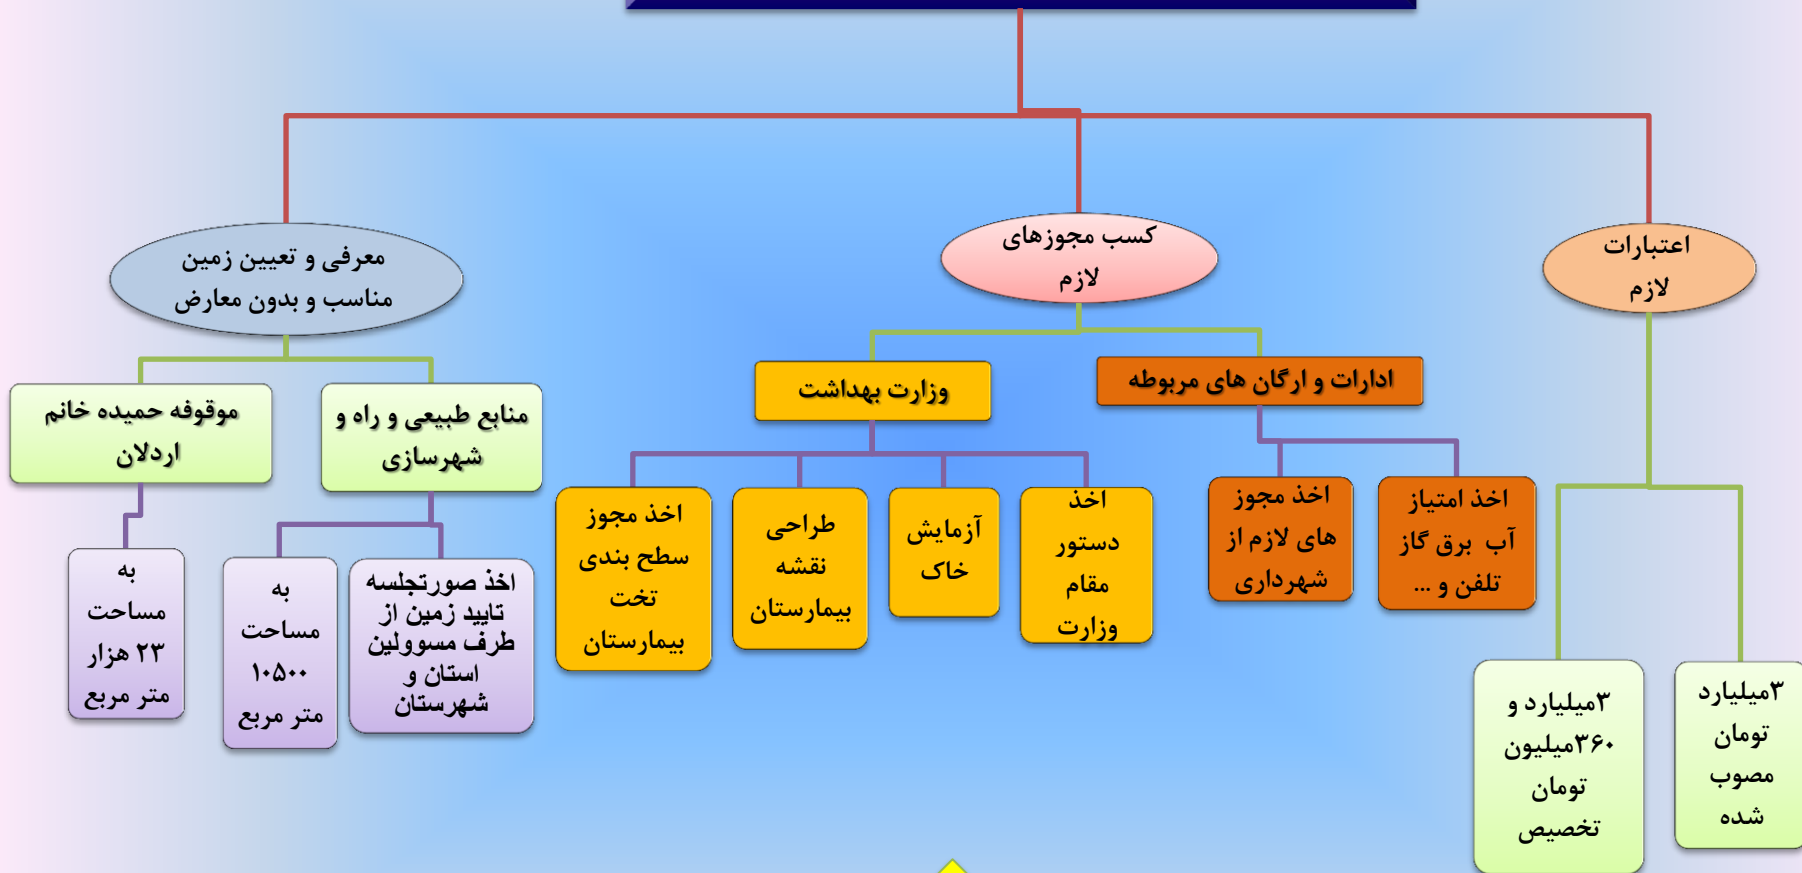 اعتبارات
لازم
کسب مجوزهای
لازم
معرفی و تعیین زمین
مناسب و بدون معارض
ادارات و ارگان های مربوطه
وزارت بهداشت
منابع طبیعی و راه و
شهرسازی
موقوفه حمیده خانم
اردلان
۳میلیارد
تومان
مصوب
شده
۳میلیارد و
۳۶۰میلیون
تومان
تخصیص
اخذ امتیاز
آب برق گاز
تلفن و ...
اخذ مجوز
های لازم از
شهرداری
اخذ
دستور
مقام
وزارت
آزمایش
خاک
طراحی
نقشه
بیمارستان
اخذ مجوز
سطح بندی
تخت
بیمارستان
اخذ صورتجلسه
تایید زمین از
طرف مسوولین
استان و
شهرستان
به
مساحت
۱۰۵۰۰
متر مربع
به
مساحت
۲۳ هزار
متر مربع